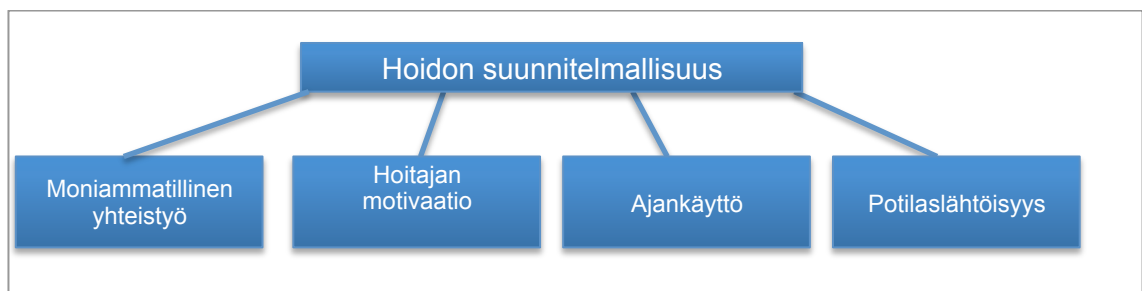 Hoidon suunnitelmallisuus
Moniammatillinen
yhteistyö
Hoitajan
motivaatio
Ajankäyttö
Potilaslähtöisyys